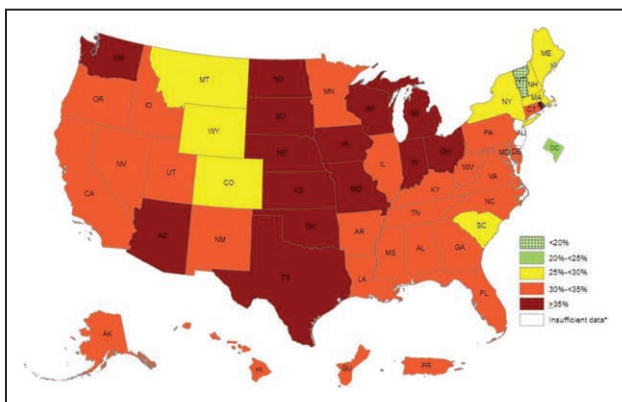 WA
MT
ND
MN
ME
OR
ID
WY
SD
WI
MI
NY
NH
MA
CT
NV
UT
CO
NE
IA
IL
IN
OH
PA
NJ
MD
DE
DC
CA
AZ
NM
KS
MO
KY
WV
VA
OK
AR
TN
NC
SC
TX
LA
MS
AL
GA
FL
AK
HI
GU
PR
<20%
20%-<25%
25%-<30%
30%-<35%
≥35%
Insufficient data*